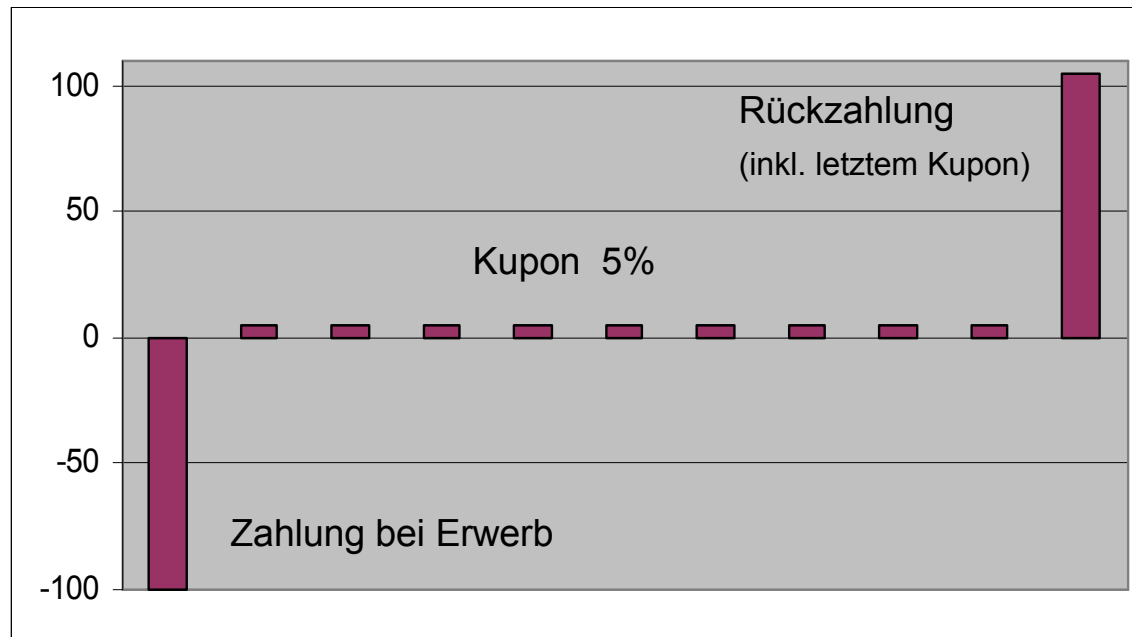 100
Rückzahlung
(inkl. letztem Kupon)
50
Kupon 5%
0
-50
Zahlung bei Erwerb
-100